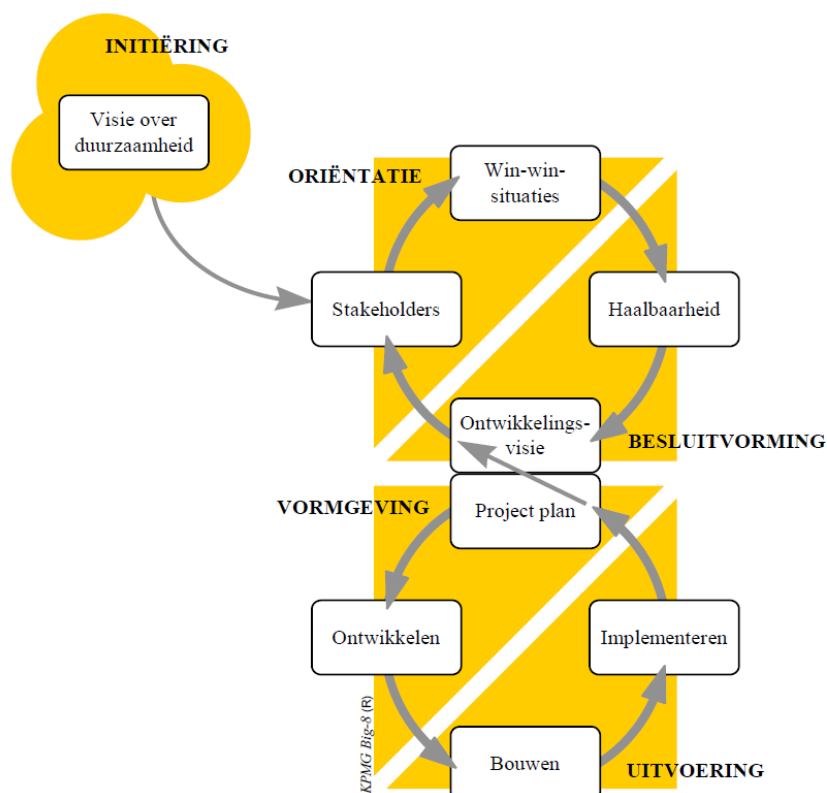 INITIËRING
Visie over
duurzaamheid
ORIËNTATIE
Win-win-
situaties
Stakeholders
Haalbaarheid
Ontwikkelings-
visie
BESLUITVORMING
VORMGEVING
Project plan
Ontwikkelen
Implementeren
KPMG Big-8 (R)
Bouwen
UITVOERING